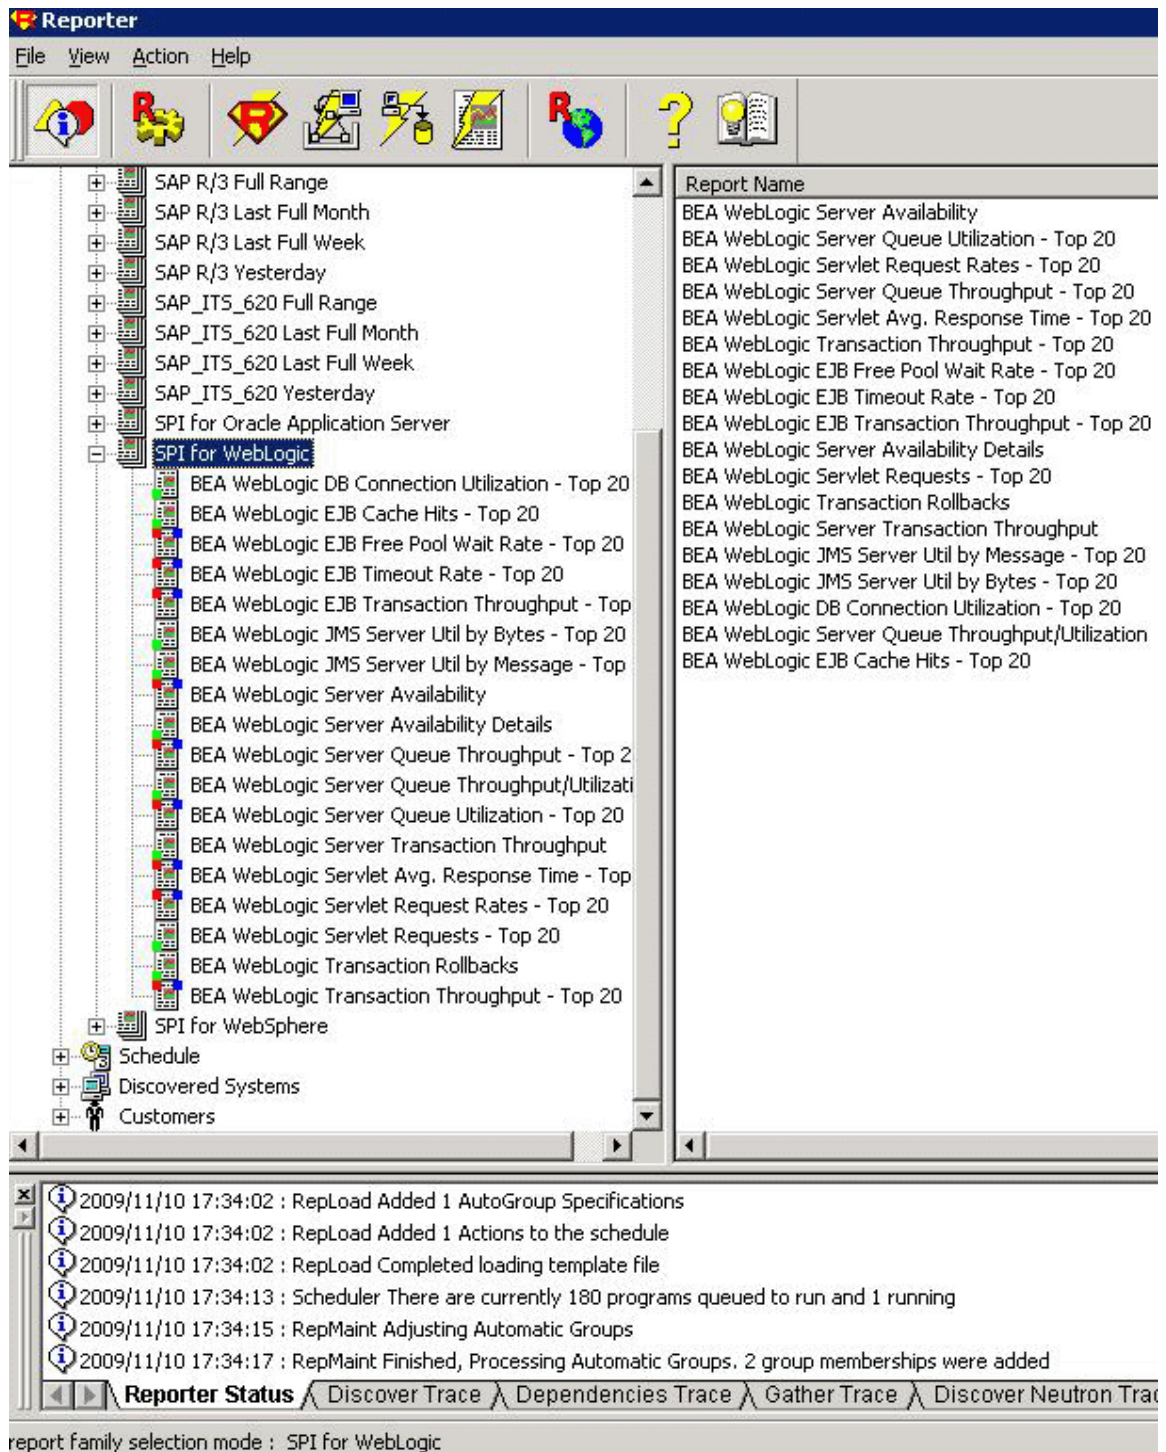 Reporter
File View Action Help
SAP R/3 Full Range
SAP R/3 Last Full Month
SAP R/3 Last Full Week
SAP R/3 Yesterday
SAP_ITS_620 Full Range
SAP_ITS_620 Last Full Month
SAP_ITS_620 Last Full Week
SAP_ITS_620 Yesterday
SPI for Oracle Application Server
SPI for WebLogic
BEA WebLogic DB Connection Utilization - Top 20
BEA WebLogic EJB Cache Hits - Top 20
BEA WebLogic EJB Free Pool Wait Rate - Top 20
BEA WebLogic EJB Timeout Rate - Top 20
BEA WebLogic EJB Transaction Throughput - Top
BEA WebLogic JMS Server Util by Bytes - Top 20
BEA WebLogic JMS Server Util by Message - Top
BEA WebLogic Server Availability
BEA WebLogic Server Availability Details
BEA WebLogic Server Queue Throughput - Top 2
BEA WebLogic Server Queue Throughput/Utilizati
BEA WebLogic Server Queue Utilization - Top 20
BEA WebLogic Server Transaction Throughput
BEA WebLogic Servlet Avg. Response Time - Top
BEA WebLogic Servlet Request Rates - Top 20
BEA WebLogic Servlet Requests - Top 20
BEA WebLogic Transaction Rollbacks
BEA WebLogic Transaction Throughput - Top 20
SPI for WebSphere
Schedule
Discovered Systems
Customers
Report Name
BEA WebLogic Server Availability
BEA WebLogic Server Queue Utilization - Top 20
BEA WebLogic Servlet Request Rates - Top 20
BEA WebLogic Server Queue Throughput - Top 20
BEA WebLogic Servlet Avg. Response Time - Top 20
BEA WebLogic Transaction Throughput - Top 20
BEA WebLogic EJB Free Pool Wait Rate - Top 20
BEA WebLogic EJB Timeout Rate - Top 20
BEA WebLogic EJB Transaction Throughput - Top 20
BEA WebLogic Server Availability Details
BEA WebLogic Servlet Requests - Top 20
BEA WebLogic Transaction Rollbacks
BEA WebLogic Server Transaction Throughput
BEA WebLogic JMS Server Util by Message - Top 20
BEA WebLogic JMS Server Util by Bytes - Top 20
BEA WebLogic DB Connection Utilization - Top 20
BEA WebLogic Server Queue Throughput/Utilization
BEA WebLogic EJB Cache Hits - Top 20
2009/11/10 17:34:02 : RepLoad Added 1 AutoGroup Specifications
2009/11/10 17:34:02 : RepLoad Added 1 Actions to the schedule
2009/11/10 17:34:02 : RepLoad Completed loading template file
2009/11/10 17:34:13 : Scheduler There are currently 180 programs queued to run and 1 running
2009/11/10 17:34:15 : RepMaint Adjusting Automatic Groups
2009/11/10 17:34:17 : RepMaint Finished, Processing Automatic Groups. 2 group memberships were added
Reporter Status Discover Trace Dependencies Trace Gather Trace Discover Neutron Trac
report family selection mode : SPI for WebLogic